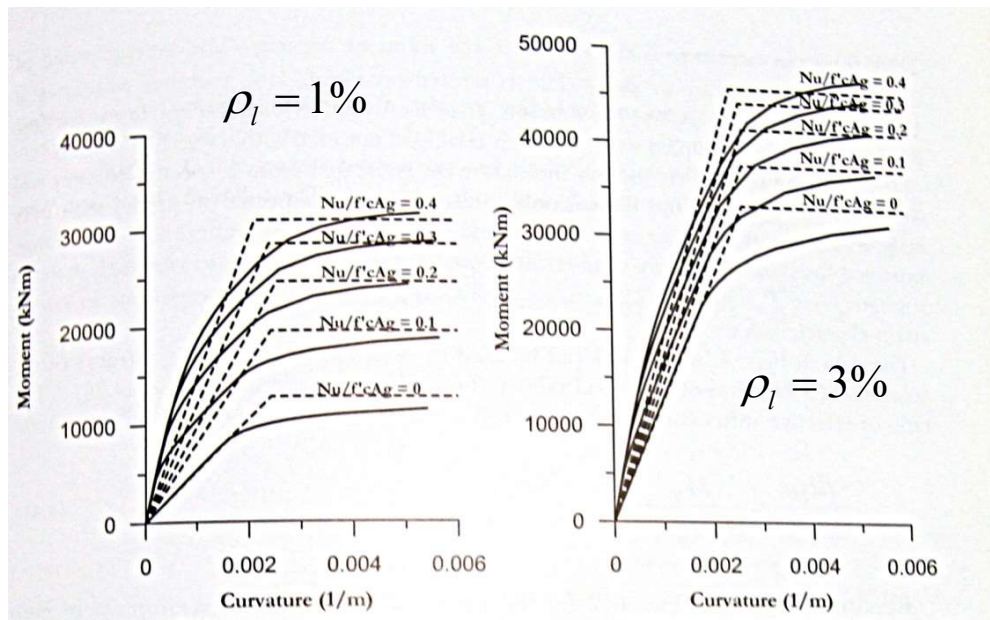 ρl = 1%
40000
30000
20000
10000
0
Moment (kNm)
Nu/f'cAg = 0.4
Nu/f'cAg = 0.3
Nu/f'cAg = 0.2
Nu/f'cAg = 0.1
Nu/f'cAg = 0
0
0.002
0.004
0.006
Curvature (1/m)
50000
40000
30000
20000
10000
0
Moment (kNm)
Nu/f'cAg = 0.4
Nu/f'cAg = 0.3
Nu/f'cAg = 0.2
Nu/f'cAg = 0.1
Nu/f'cAg = 0
ρl = 3%
0
0.002
0.004
0.006
Curvature (1/m)